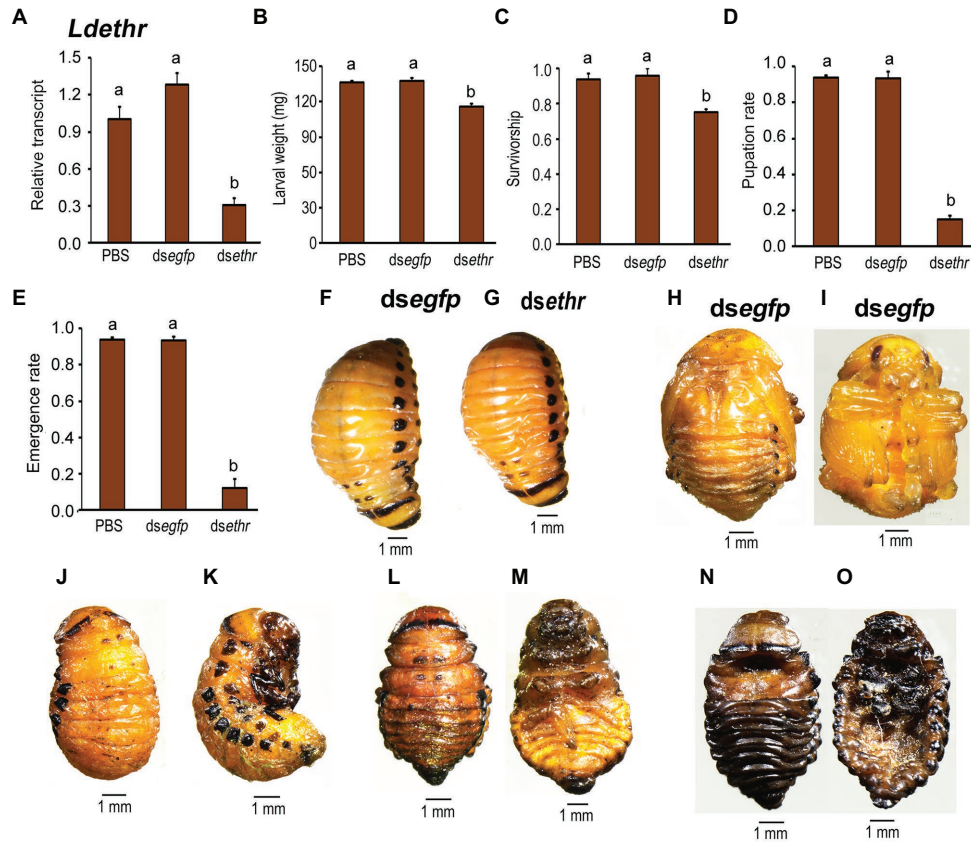 A
Ldethr
Relative transcript
1.5
1.2
0.9
0.6
0.3
0.0
a
a
b
PBS
dsegfp
dsethr
B
Larval weight (mg)
150
120
90
50
30
0
a
a
b
PBS
dsegfp
dsethr
C
Survivorship
1.0
0.8
0.6
0.4
0.2
0.0
a
a
b
PBS
dsegfp
dsethr
D
Pupation rate
1.0
0.8
0.6
0.4
0.2
0.0
a
a
b
PBS
dsegfp
dsethr
E
Emergence rate
1.0
0.8
0.6
0.4
0.2
0.0
a
a
b
PBS
dsegfp
dsethr
F
dsegfp
1 mm
G
dsethr
1 mm
H
dsegfp
1 mm
I
dsegfp
1 mm
J
1 mm
K
1 mm
L
1 mm
M
1 mm
N
1 mm
O
1 mm